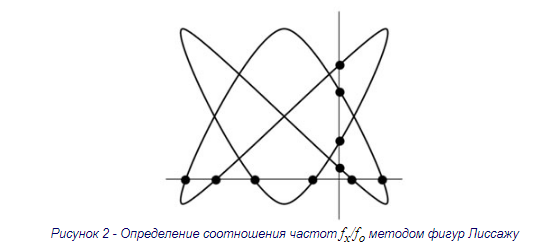 Рисунок 2 - Определение соотношения частот fx/fo методом фигур Лиссажу